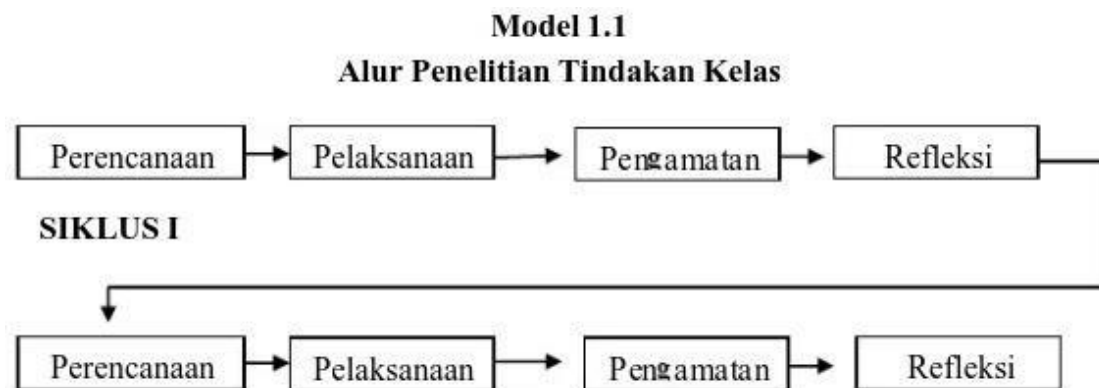 Model 1.1
Alur Penelitian Tindakan Kelas
Perencanaan Pelaksanaan Pengamatan Refleksi
SIKLUS I
Perencanaan Pelaksanaan Pengamatan Refleksi